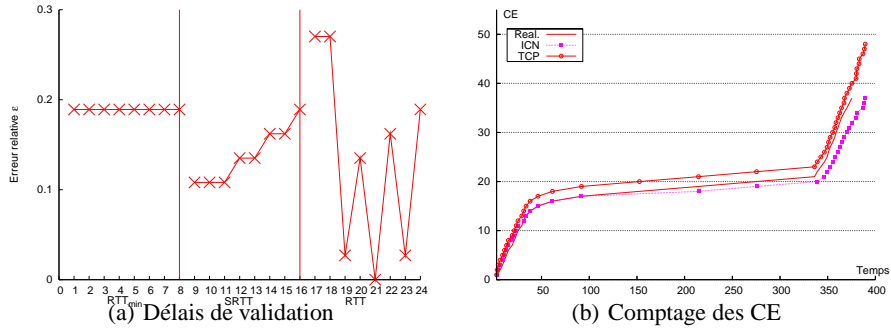 0.3
0.2
0.1
0
Erreur relative ε
0 1 2 3 4 5 6 7 8 9 10 11 12 13 14 15 16 17 18 19 20 21 22 23 24
RTTmin SRTT RTT
(a) Délais de validation
CE
Real.
ICN
TCP
50
40
30
20
10
0
50 100 150 200 250 300 350 400
Temps
(b) Comptage des CE